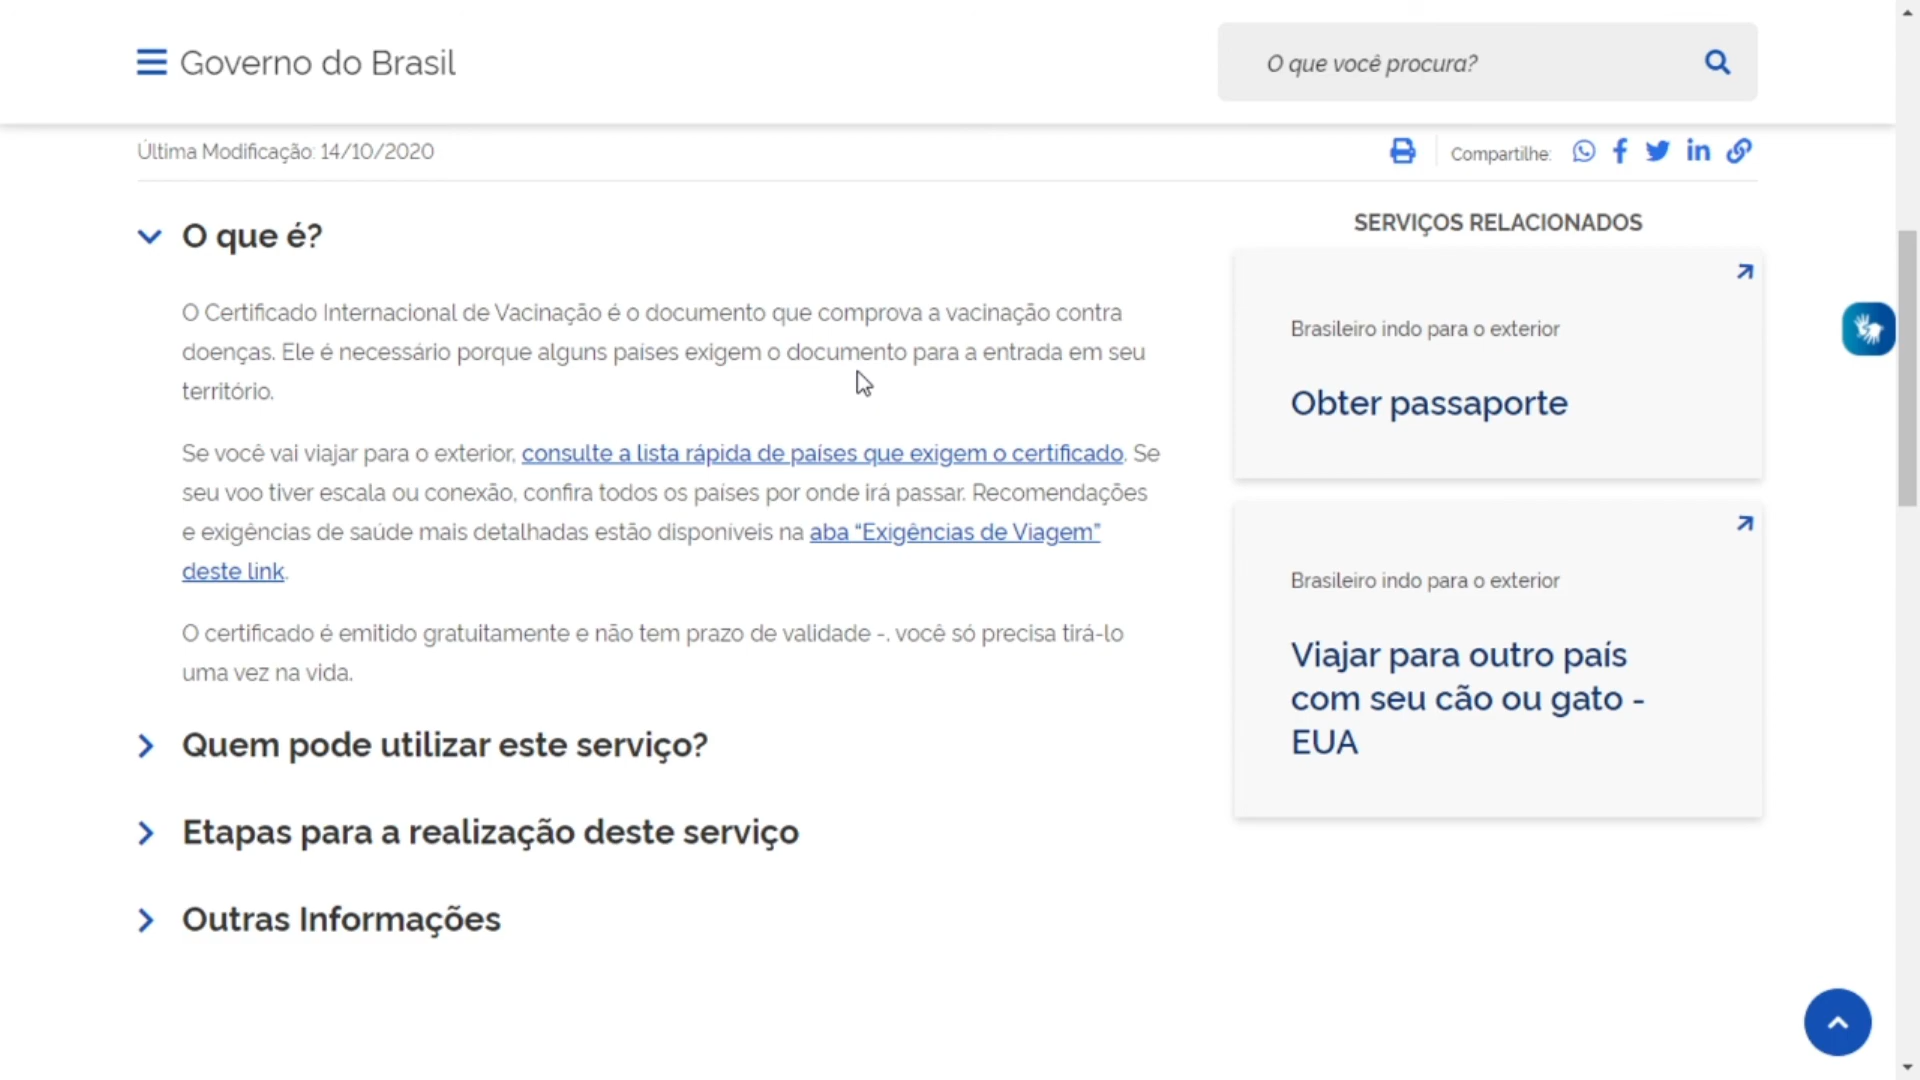 Governo do Brasil
O que você procura?
Última Modificação: 14/10/2020
Compartilhe:
O que é?
O Certificado Internacional de Vacinação é o documento que comprova a vacinação contra
doenças. Ele é necessário porque alguns países exigem o documento para a entrada em seu
território.
Se você vai viajar para o exterior, consulte a lista rápida de países que exigem o certificado. Se
seu voo tiver escala ou conexão, confira todos os países por onde irá passar. Recomendações
e exigências de saúde mais detalhadas estão disponíveis na aba “Exigências de Viagem”
deste link.
O certificado é emitido gratuitamente e não tem prazo de validade -. você só precisa tirá-lo
uma vez na vida.
Quem pode utilizar este serviço?
Etapas para a realização deste serviço
Outras Informações
SERVIÇOS RELACIONADOS
Brasileiro indo para o exterior
Obter passaporte
Brasileiro indo para o exterior
Viajar para outro país
com seu cão ou gato -
EUA